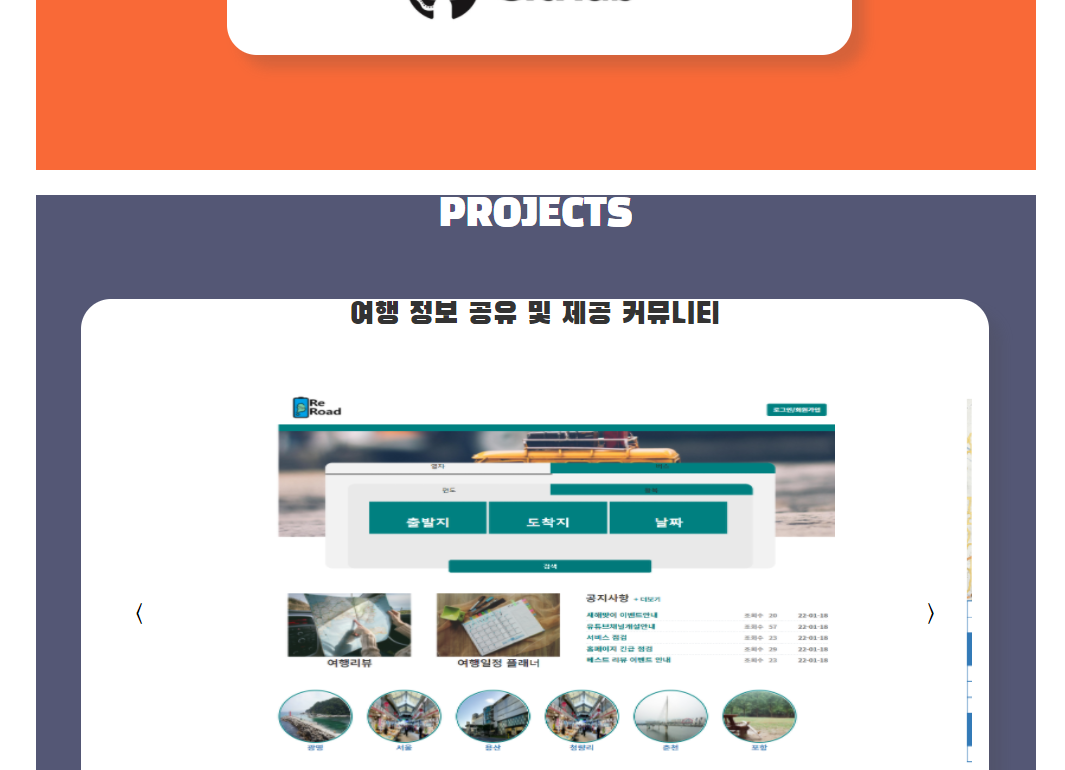 PROJECTS
여행 정보 공유 및 제공 커뮤니티
Re
Road
로그인/회원가입
열차
버스
편도
왕복
출발지 도착지 날짜
검색
공지사항 + 더보기
새해맞이 이벤트안내 조회수 20 22-01-18
유튜브채널개설안내 조회수 57 22-01-18
서비스 점검 조회수 23 22-01-18
홈페이지 긴급 점검 조회수 29 22-01-18
베스트 리뷰 이벤트 안내 조회수 23 22-01-18
여행리뷰 여행일정 플래너
광명 서울 용산 청량리 춘천 포항